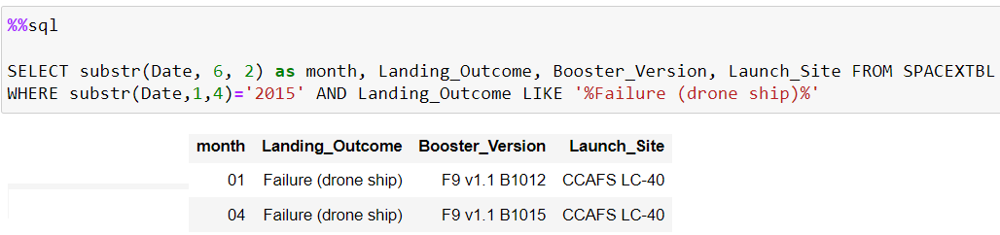 %%sql
SELECT substr(Date, 6, 2) as month, Landing_Outcome, Booster_Version, Launch_Site FROM SPACEXTBL
WHERE substr(Date,1,4)='2015' AND Landing_Outcome LIKE '%Failure (drone ship)%'
month Landing_Outcome Booster_Version Launch_Site
01 Failure (drone ship) F9 v1.1 B1012 CCAFS LC-40
04 Failure (drone ship) F9 v1.1 B1015 CCAFS LC-40